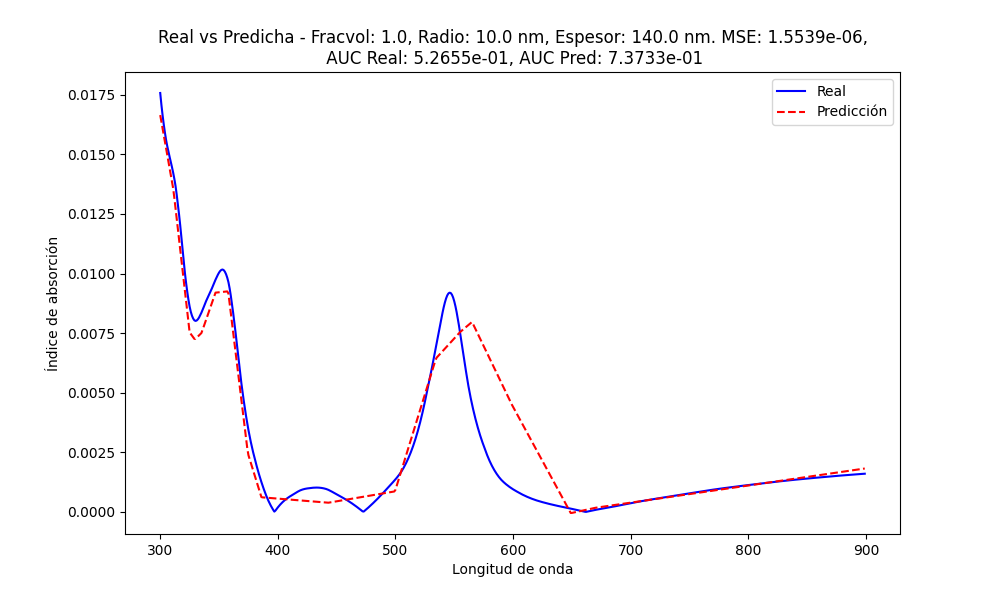 Real vs Predicha - Fracvol: 1.0, Radio: 10.0 nm, Espesor: 140.0 nm. MSE: 1.5539e-06,
AUC Real: 5.2655e-01, AUC Pred: 7.3733e-01
Real
Predicción
Índice de absorción
0.0175
0.0150
0.0125
0.0100
0.0075
0.0050
0.0025
0.0000
300
400
500
600
700
800
900
Longitud de onda